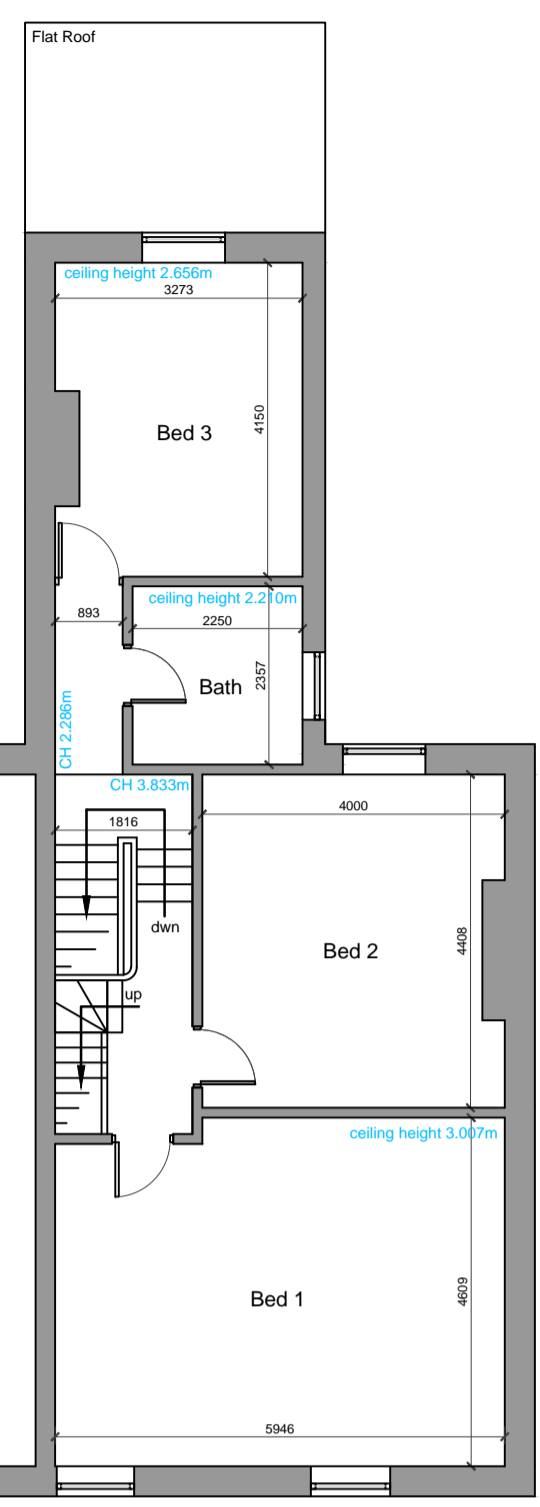 Flat Roof
ceiling height 2.656m
3273
4150
Bed 3
893
ceiling height 2.210m
2250
2357
Bath
CH 2.286m
CH 3.833m
1816
4000
dwn
4408
Bed 2
up
ceiling height 3.007m
4609
Bed 1
5946